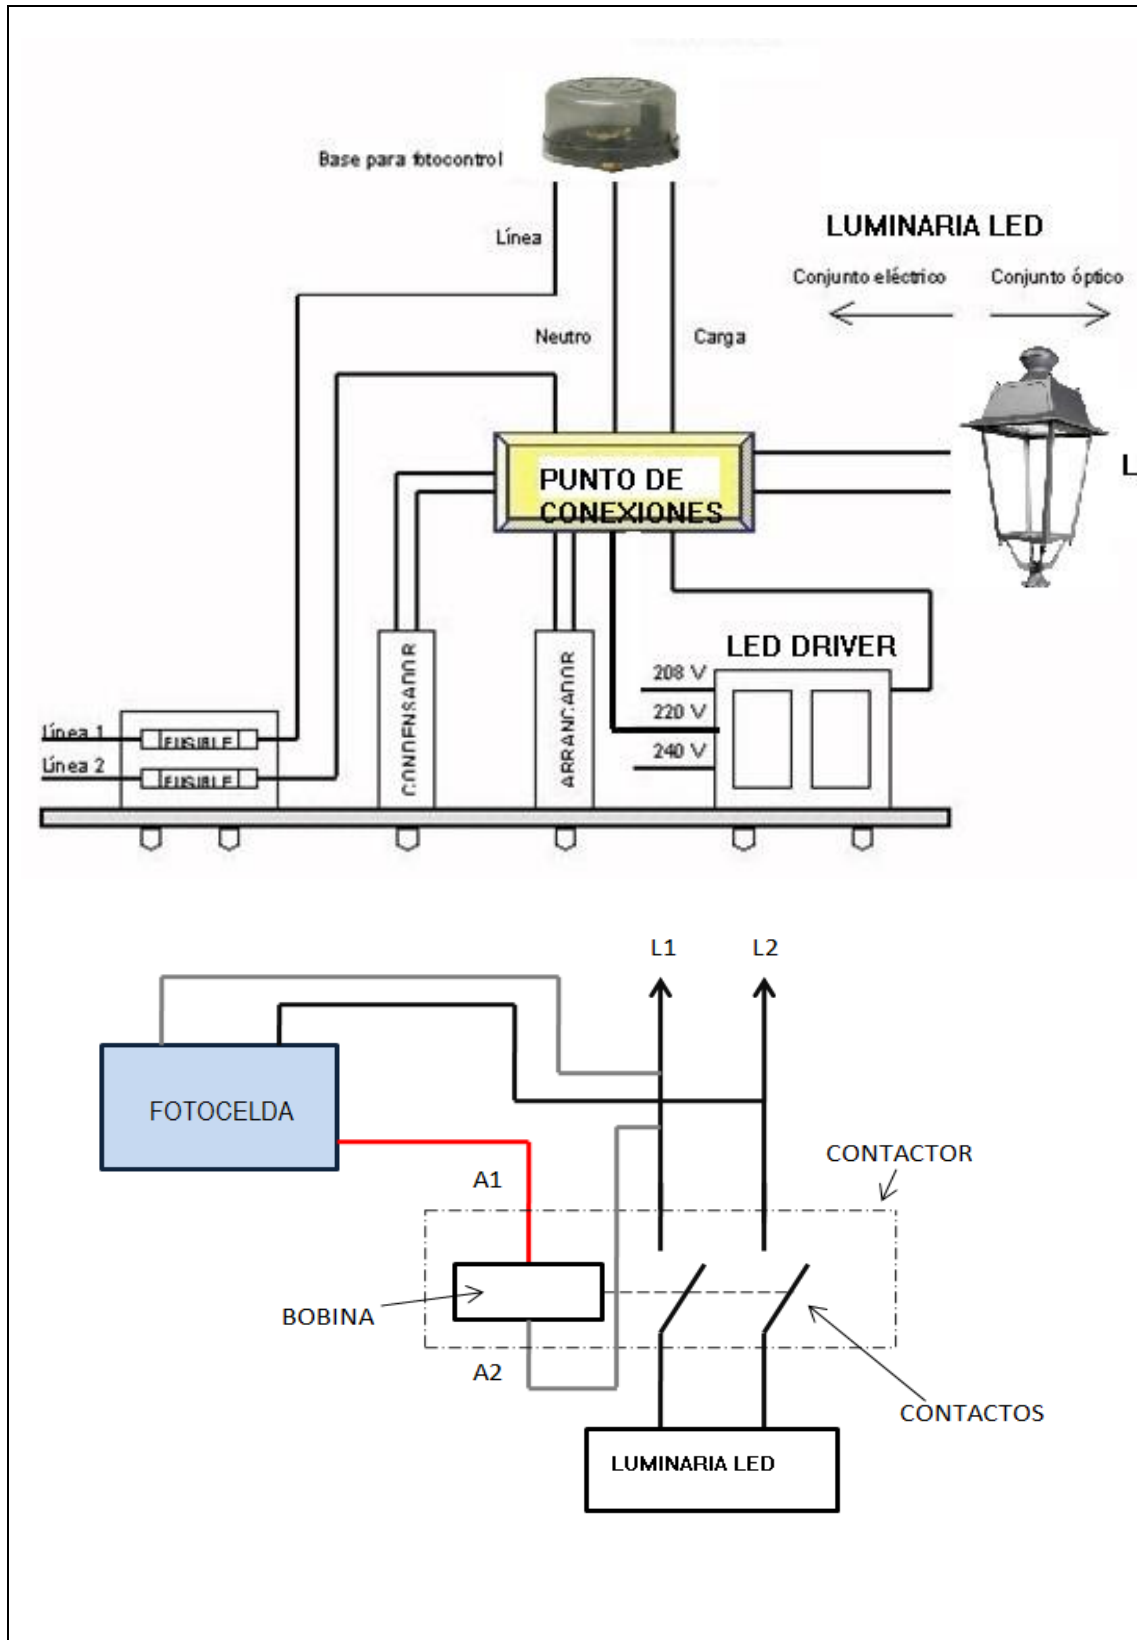 Base para fotocontrol
Línea
LUMINARIA LED
Conjunto eléctrico
Conjunto óptico
Neutro
Carga
L
PUNTO DE
CONEXIONES
LED DRIVER
208 V
220 V
240 V
CONDENSADOR
ARRANCADOR
Línea 1
FUSIBLE
Línea 2
FUSIBLE
L1
L2
FOTOCELDA
CONTACTOR
A1
BOBINA
A2
CONTACTOS
LUMINARIA LED